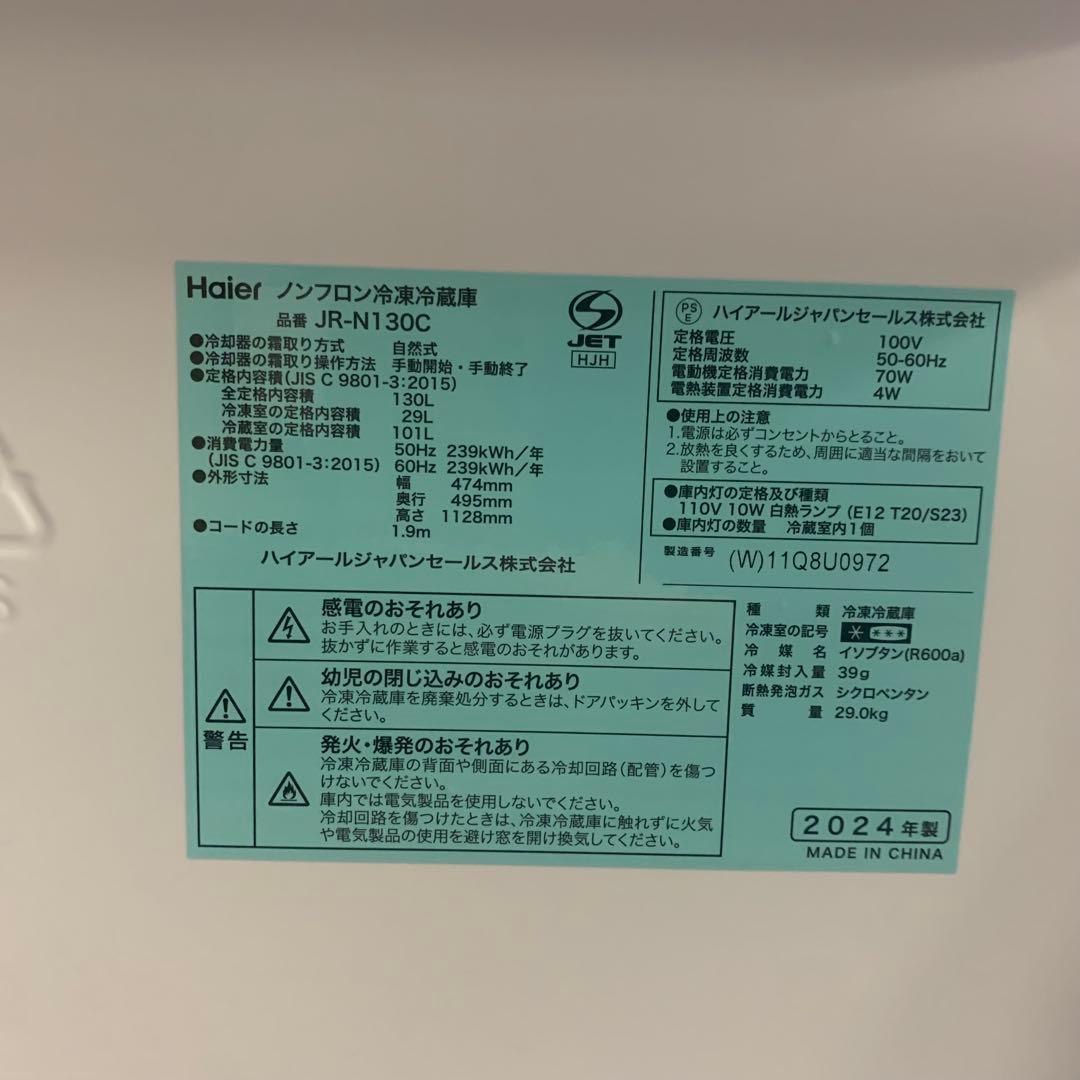 Haier ノンフロン冷凍冷蔵庫
品番 JR-N130C
●冷却器の霜取り方式 自然式
●冷却器の霜取り操作方法 手動開始・手動終了
●定格内容積(JIS C 9801-3:2015)
全定格内容積 130L
冷凍室の定格内容積 29L
冷蔵室の定格内容積 101L
●消費電力量 50Hz 239kWh/年
(JIS C 9801-3:2015) 60Hz 239kWh/年
●外形寸法 幅 474mm
奥行 495mm
高さ 1128mm
●コードの長さ 1.9m
ハイアールジャパンセールス株式会社
JET
HJH
PS
E
ハイアールジャパンセールス株式会社
定格電圧 100V
定格周波数 50-60Hz
電動機定格消費電力 70W
電熱装置定格消費電力 4W
●使用上の注意
1.電源は必ずコンセントからとること。
2.放熱を良くするため、周囲に適当な間隔をおいて
設置すること。
●庫内灯の定格及び種類
110V 10W 白熱ランプ (E12 T20/S23)
●庫内灯の数量 冷蔵室内1個
製造番号 (W)11Q8U0972
警告
感電のおそれあり
お手入れのときには、必ず電源プラグを抜いてください。
抜かずに作業すると感電のおそれがあります。
幼児の閉じ込みのおそれあり
冷凍冷蔵庫を廃棄処分するときは、ドアパッキンを外して
ください。
発火・爆発のおそれあり
冷凍冷蔵庫の背面や側面にある冷却回路(配管)を傷つ
けないでください。
庫内では電気製品を使用しないでください。
冷却回路を傷つけたときは、冷凍冷蔵庫に触れずに火気
や電気製品の使用を避け窓を開け換気してください。
種類 冷凍冷蔵庫
冷凍室の記号 * ***
冷媒名 イソブタン(R600a)
冷媒封入量 39g
断熱発泡ガス シクロペンタン
質量 29.0kg
2024年製
MADE IN CHINA